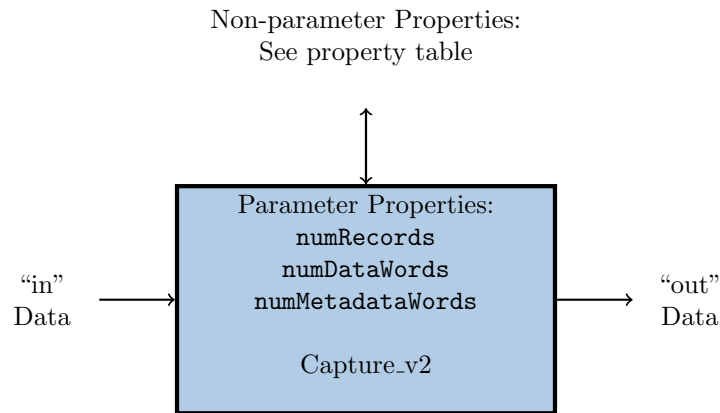 Non-parameter Properties:
See property table
Parameter Properties:
numRecords
numDataWords
numMetadataWords
“in”
Data
“out”
Data
Capture_v2